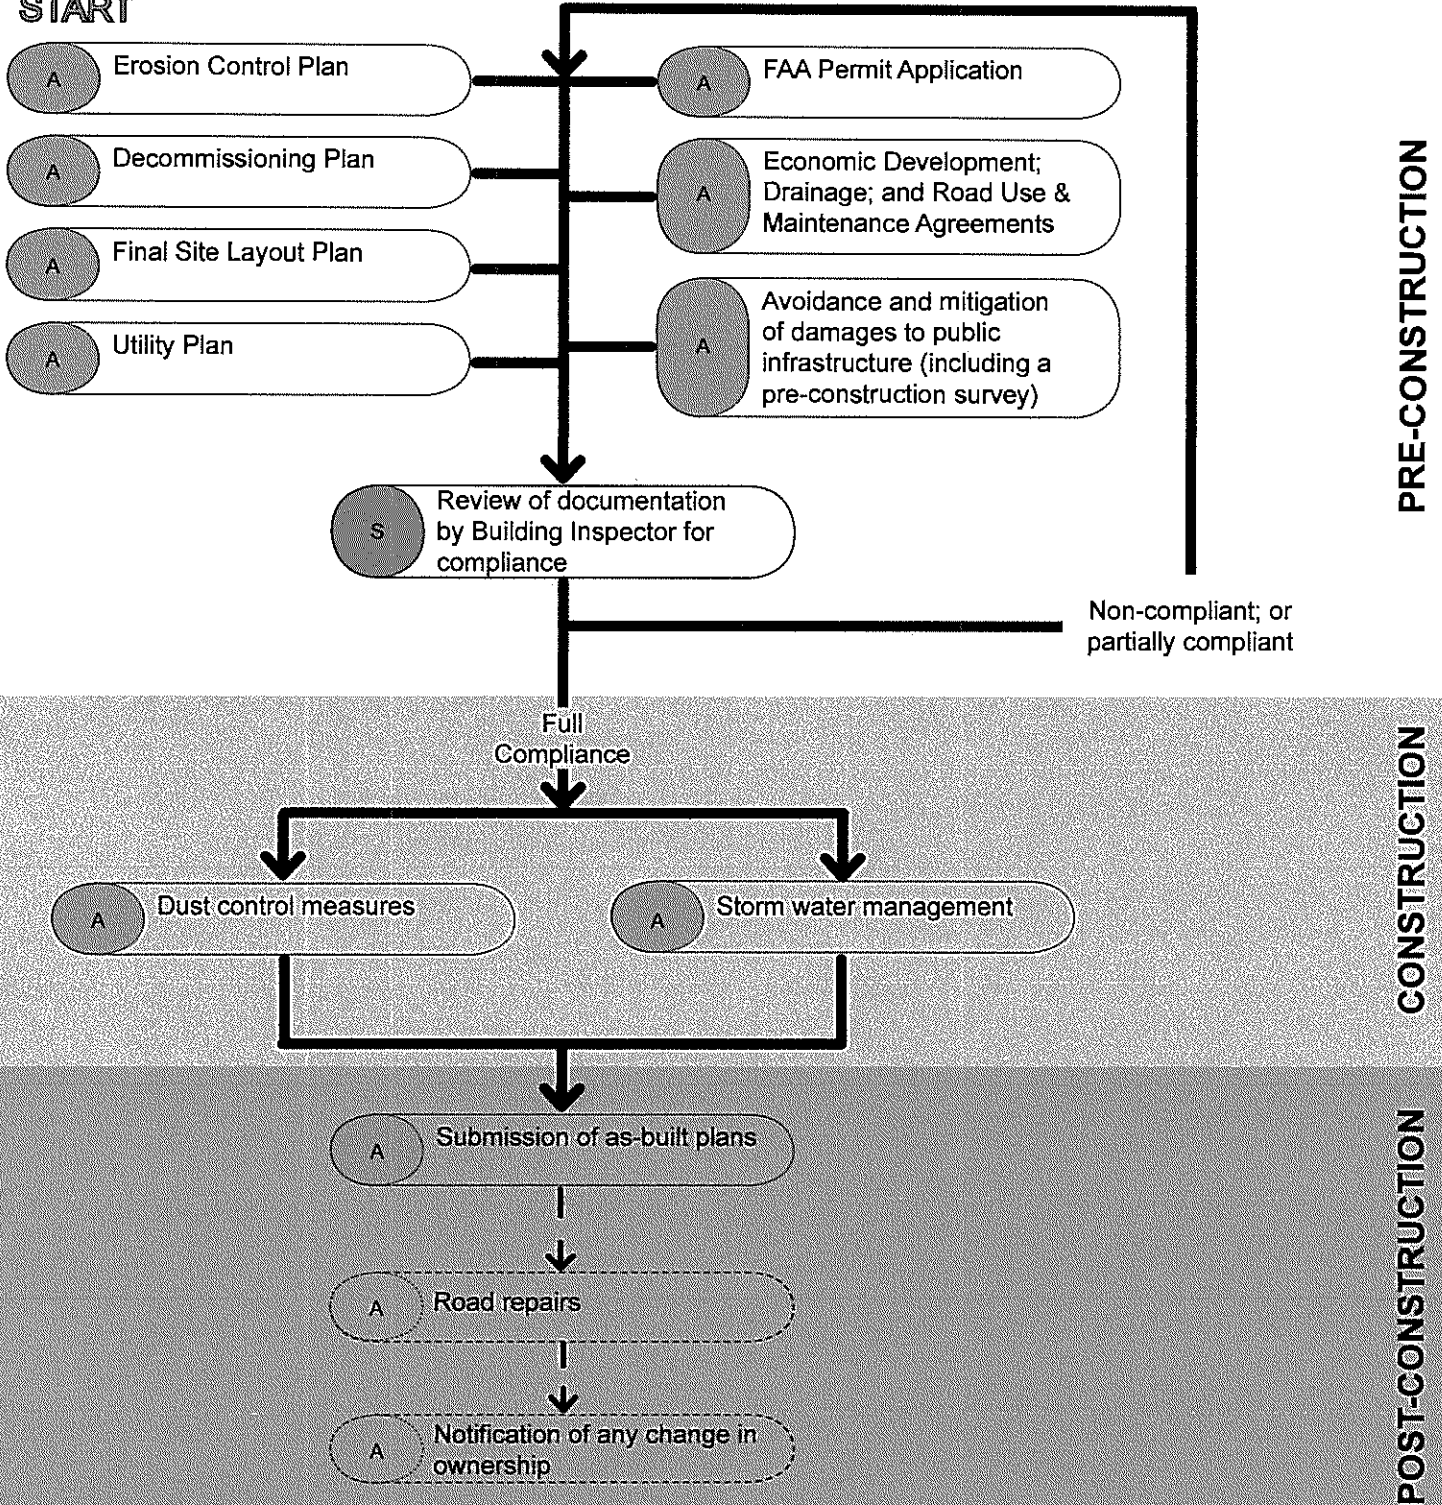 START
A
Erosion Control Plan
A
FAA Permit Application
A
Decommissioning Plan
A
Economic Development;
Drainage; and Road Use &
Maintenance Agreements
A
Final Site Layout Plan
A
Avoidance and mitigation
of damages to public
infrastructure (including a
pre-construction survey)
A
Utility Plan
PRE-CONSTRUCTION
S
Review of documentation
by Building Inspector for
compliance
Non-compliant; or
partially compliant
Full
Compliance
A
Dust control measures
A
Storm water management
CONSTRUCTION
A
Submission of as-built plans
A
Road repairs
A
Notification of any change in
ownership
POST-CONSTRUCTION